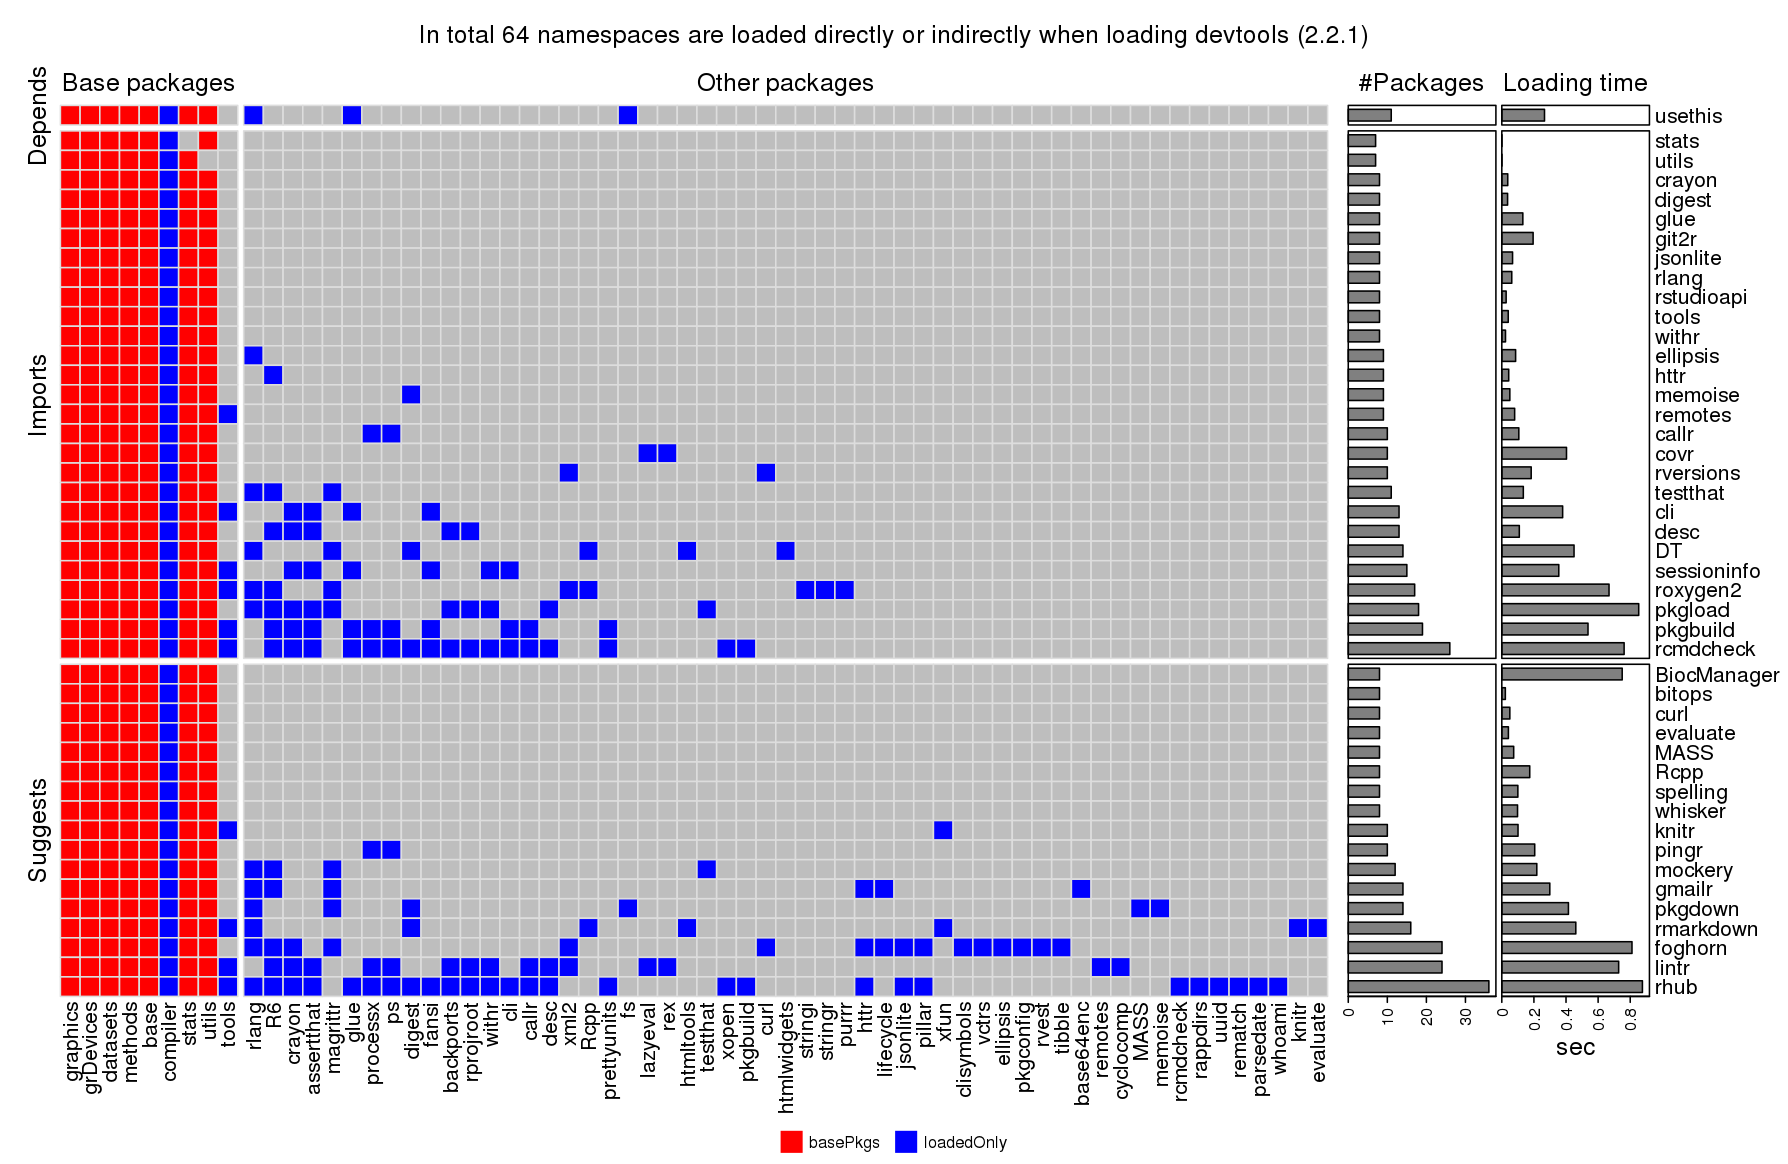 In total 64 namespaces are loaded directly or indirectly when loading devtools (2.2.1)
Base packages
Other packages
#Packages
Loading time
Depends
usethis
Imports
stats
utils
crayon
digest
glue
git2r
jsonlite
rlang
rstudioapi
tools
withr
ellipsis
httr
memoise
remotes
callr
covr
rversions
testthat
cli
desc
DT
sessioninfo
roxygen2
pkgload
pkgbuild
rcmdcheck
Suggests
BiocManager
bitops
curl
evaluate
MASS
Rcpp
spelling
whisker
knitr
pingr
mockery
gmailr
pkgdown
rmarkdown
foghorn
lintr
rhub
graphics
grDevices
datasets
methods
base
compiler
stats
utils
tools
rlang
R6
crayon
assertthat
magrittr
glue
processx
ps
digest
fansi
backports
rprojroot
withr
cli
callr
desc
xml2
Rcpp
prettyunits
fs
lazyeval
rex
htmltools
testthat
xopen
pkgbuild
curl
htmlwidgets
stringi
stringr
purrr
httr
lifecycle
jsonlite
pillar
xfun
clisymbols
vctrs
ellipsis
pkgconfig
rvest
tibble
base64enc
remotes
cyclocomp
MASS
memoise
rcmdcheck
rappdirs
uuid
rematch
parsedate
whoami
knitr
evaluate
0
10
20
30
0
0.2
0.4
0.6
0.8
sec
basePkgs
loadedOnly